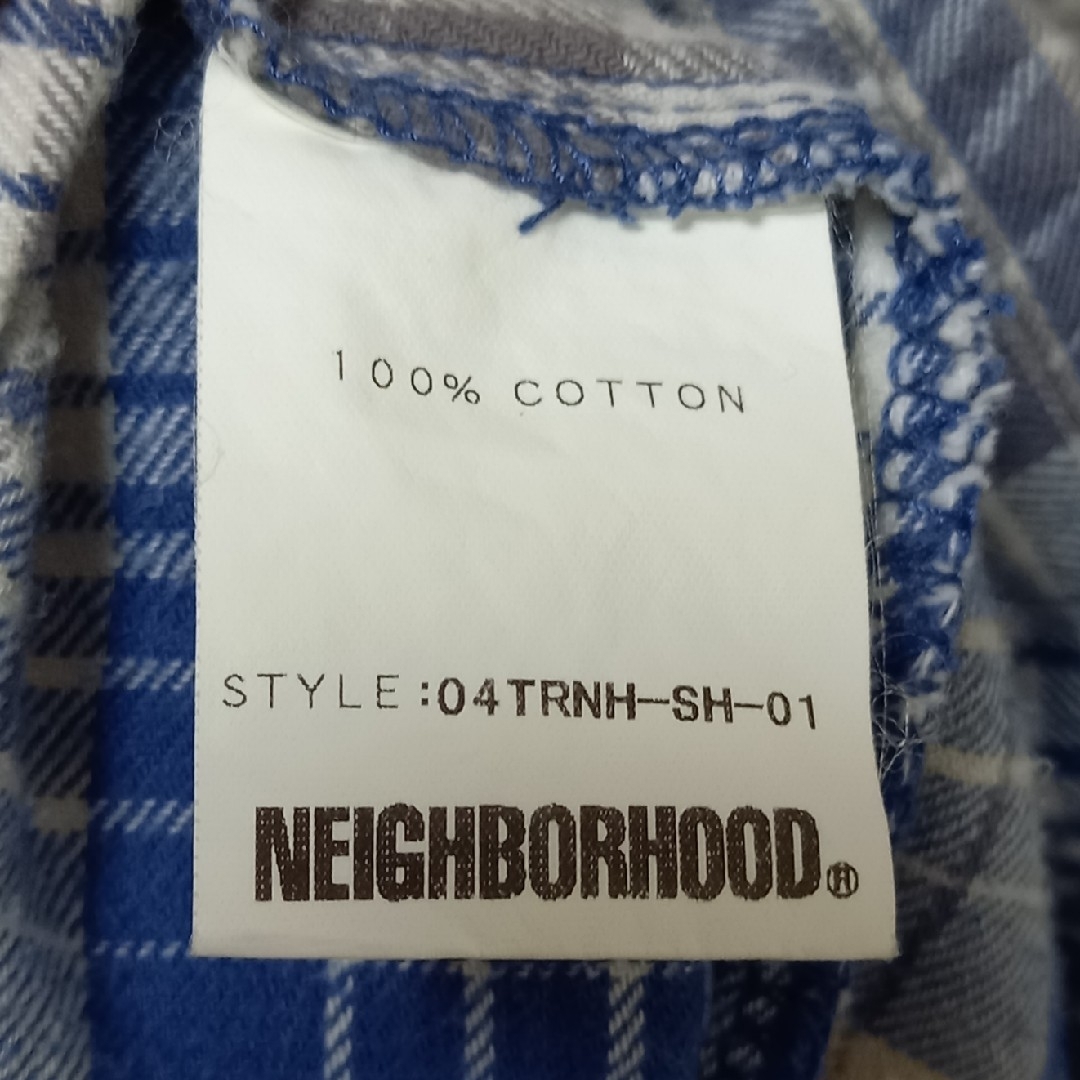 100% COTTON
STYLE:04TRNH-SH-01
NEIGHBORHOOD Ⓗ